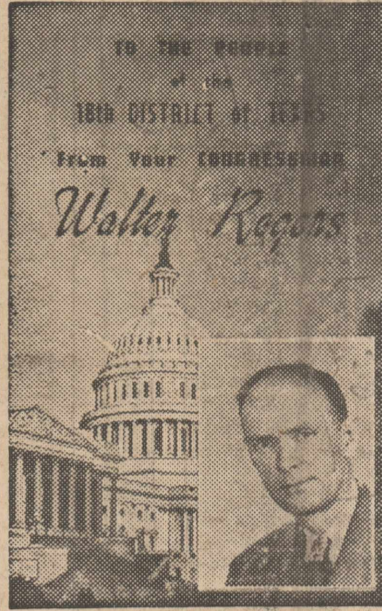 TO THE PEOPLE
of the
18th DISTRICT of TEXAS
From Your CONGRESSMAN
Walter Rogers